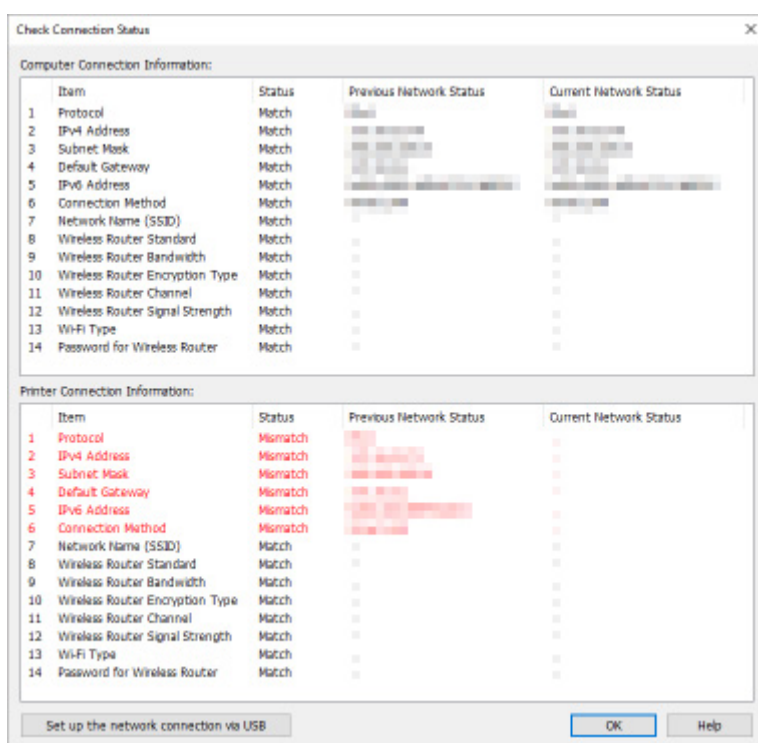 Check Connection Status
Computer Connection Information:
Item Status Previous Network Status Current Network Status
1 Protocol Match
2 IPv4 Address Match
3 Subnet Mask Match
4 Default Gateway Match
5 IPv6 Address Match
6 Connection Method Match
7 Network Name (SSID) Match
8 Wireless Router Standard Match
9 Wireless Router Bandwidth Match
10 Wireless Router Encryption Type Match
11 Wireless Router Channel Match
12 Wireless Router Signal Strength Match
13 Wi-Fi Type Match
14 Password for Wireless Router Match
Printer Connection Information:
Item Status Previous Network Status Current Network Status
1 Protocol Mismatch
2 IPv4 Address Mismatch
3 Subnet Mask Mismatch
4 Default Gateway Mismatch
5 IPv6 Address Mismatch
6 Connection Method Mismatch
7 Network Name (SSID) Match
8 Wireless Router Standard Match
9 Wireless Router Bandwidth Match
10 Wireless Router Encryption Type Match
11 Wireless Router Channel Match
12 Wireless Router Signal Strength Match
13 Wi-Fi Type Match
14 Password for Wireless Router Match
Set up the network connection via USB OK Help